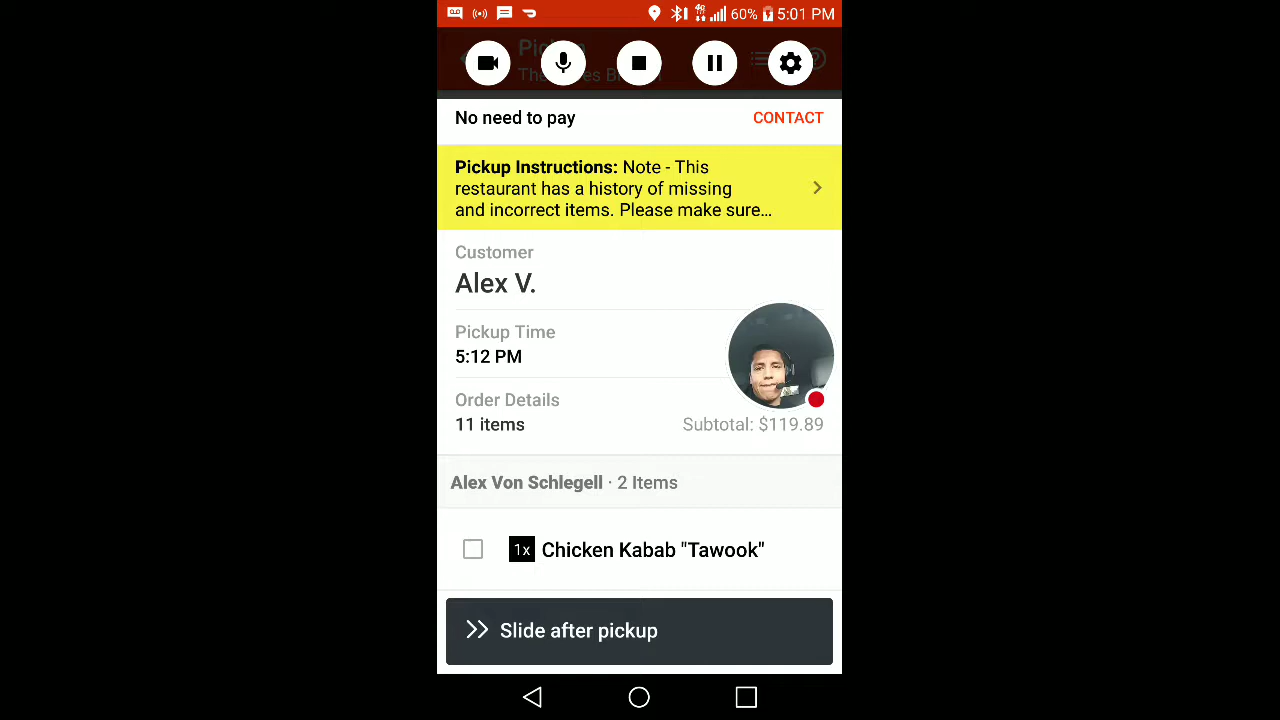 60% 5:01 PM
No need to pay CONTACT
Pickup Instructions: Note - This
restaurant has a history of missing
and incorrect items. Please make sure...
Customer
Alex V.
Pickup Time
5:12 PM
Order Details
11 items Subtotal: $119.89
Alex Von Schlegell · 2 Items
1x Chicken Kabab "Tawook"
Slide after pickup